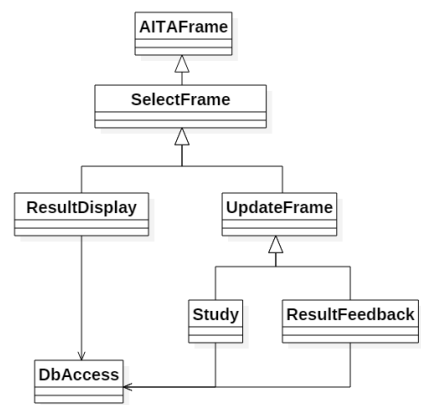 AITAFrame
SelectFrame
ResultDisplay
UpdateFrame
Study
ResultFeedback
DbAccess